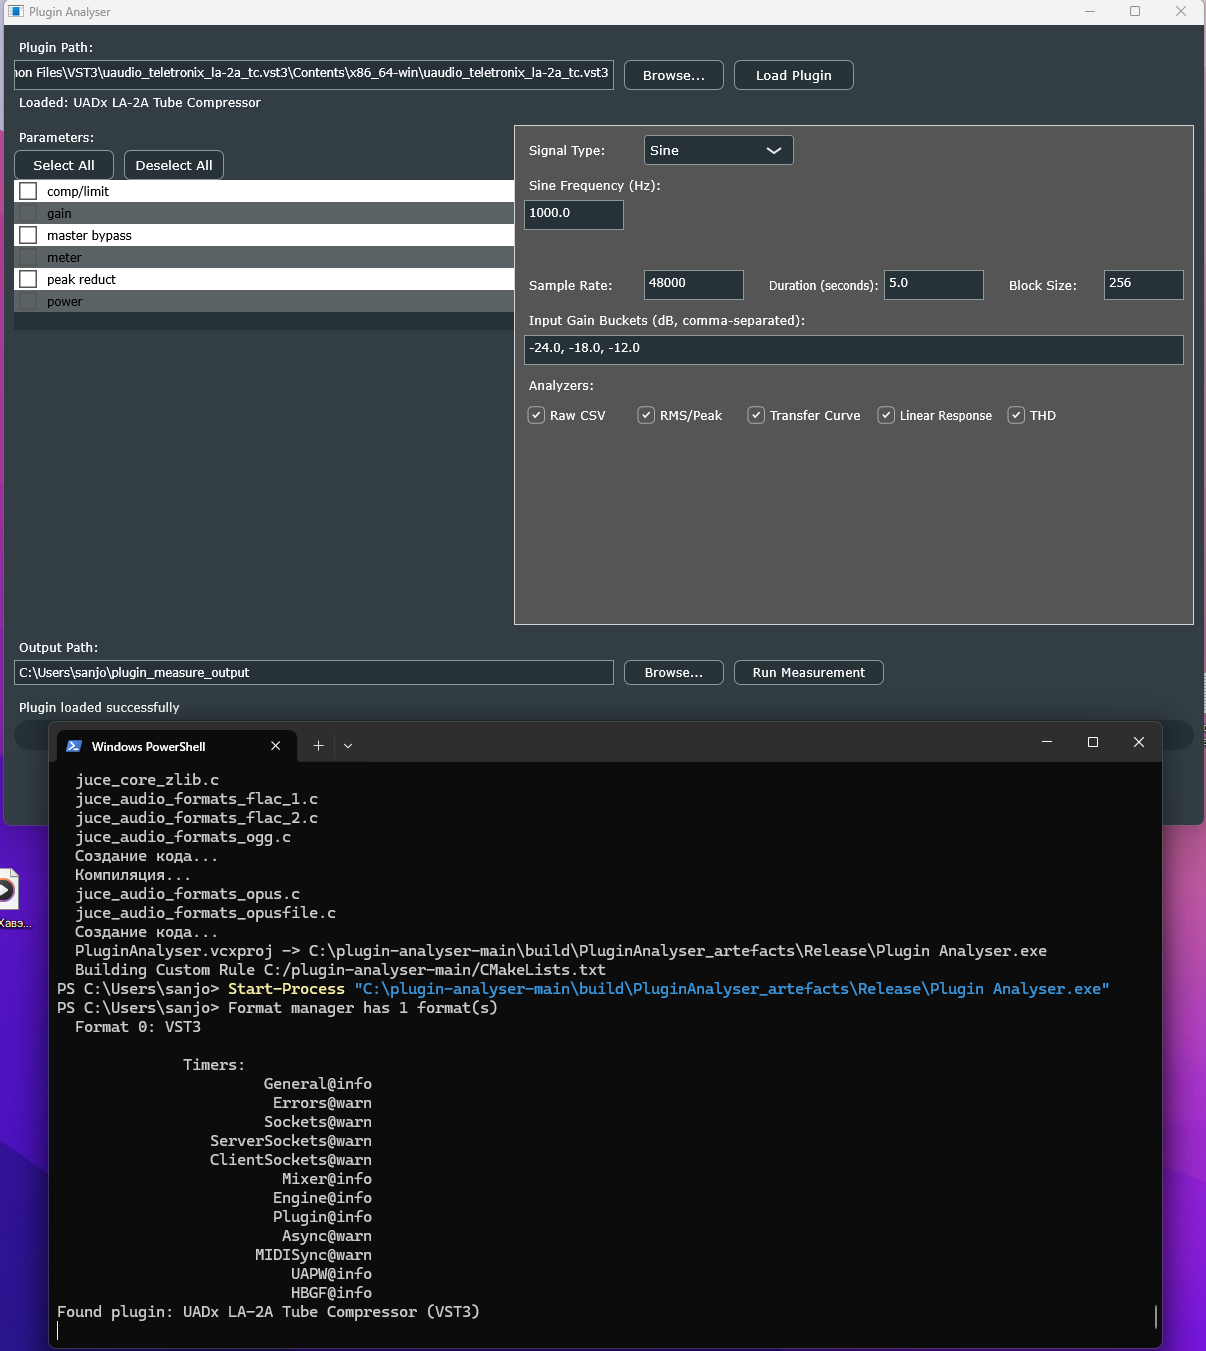 Plugin Analyser
Plugin Path:
non Files\VST3\uaudio_teletronix_la-2a_tc.vst3\Contents\x86_64-win\uaudio_teletronix_la-2a_tc.vst3
Browse...
Load Plugin
Loaded: UADx LA-2A Tube Compressor
Parameters:
Select All
Deselect All
comp/limit
gain
master bypass
meter
peak reduct
power
Signal Type:
Sine
Sine Frequency (Hz):
1000.0
Sample Rate:
48000
Duration (seconds):
5.0
Block Size:
256
Input Gain Buckets (dB, comma-separated):
-24.0, -18.0, -12.0
Analyzers:
Raw CSV
RMS/Peak
Transfer Curve
Linear Response
THD
Output Path:
C:\Users\sanjo\plugin_measure_output
Browse...
Run Measurement
Plugin loaded successfully
Windows PowerShell
juce_core_zlib.c
juce_audio_formats_flac_1.c
juce_audio_formats_flac_2.c
juce_audio_formats_ogg.c
Создание кода...
Компиляция...
juce_audio_formats_opus.c
juce_audio_formats_opusfile.c
Создание кода...
PluginAnalyser.vcxproj -> C:\plugin-analyser-main\build\PluginAnalyser_artefacts\Release\Plugin Analyser.exe
Building Custom Rule C:/plugin-analyser-main/CMakeLists.txt
PS C:\Users\sanjo> Start-Process "C:\plugin-analyser-main\build\PluginAnalyser_artefacts\Release\Plugin Analyser.exe"
PS C:\Users\sanjo> Format manager has 1 format(s)
Format 0: VST3
Timers:
General@info
Errors@warn
Sockets@warn
ServerSockets@warn
ClientSockets@warn
Mixer@info
Engine@info
Plugin@info
Async@warn
MIDISync@warn
UAPW@info
HBGF@info
Found plugin: UADx LA-2A Tube Compressor (VST3)
Хавэ...